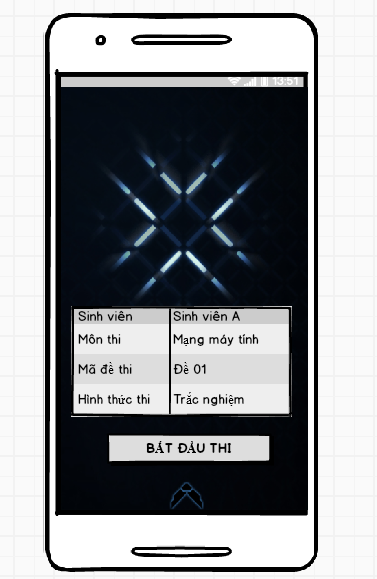 13:51
Sinh viên Sinh viên A
Môn thi Mạng máy tính
Mã đề thi Đề 01
Hình thức thi Trắc nghiệm
BẮT ĐẦU THI